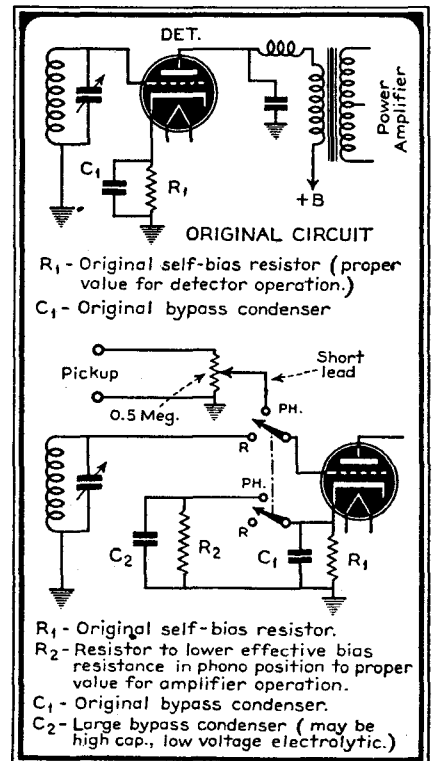 DET.
Power
Amplifier
C₁
R₁
+B
ORIGINAL CIRCUIT
R₁ - Original self-bias resistor (proper
value for detector operation.)
C₁ - Original bypass condenser
Pickup
Short
lead
0.5 Meg.
PH.
R
PH.
R
C₂
R₂
C₁
R₁
R₁ - Original self-bias resistor.
R₂ - Resistor to lower effective bias
resistance in phono position to proper
value for amplifier operation.
C₁ - Original bypass condenser.
C₂ - Large bypass condenser (may be
high cap., low voltage electrolytic.)